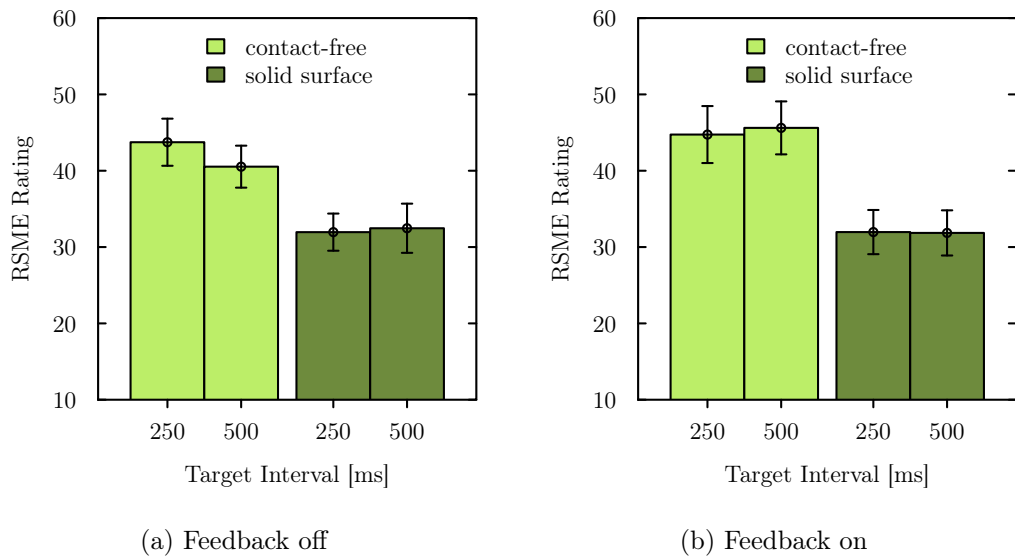 60
50
40
30
20
10
RSME Rating
contact-free
solid surface
250 500 250 500
Target Interval [ms]
(a) Feedback off
60
50
40
30
20
10
RSME Rating
contact-free
solid surface
250 500 250 500
Target Interval [ms]
(b) Feedback on